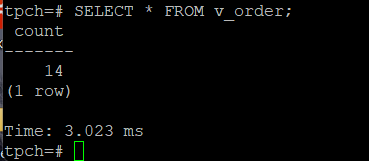 tpch=# SELECT * FROM v_order;
 count
-------
    14
(1 row)

Time: 3.023 ms
tpch=#